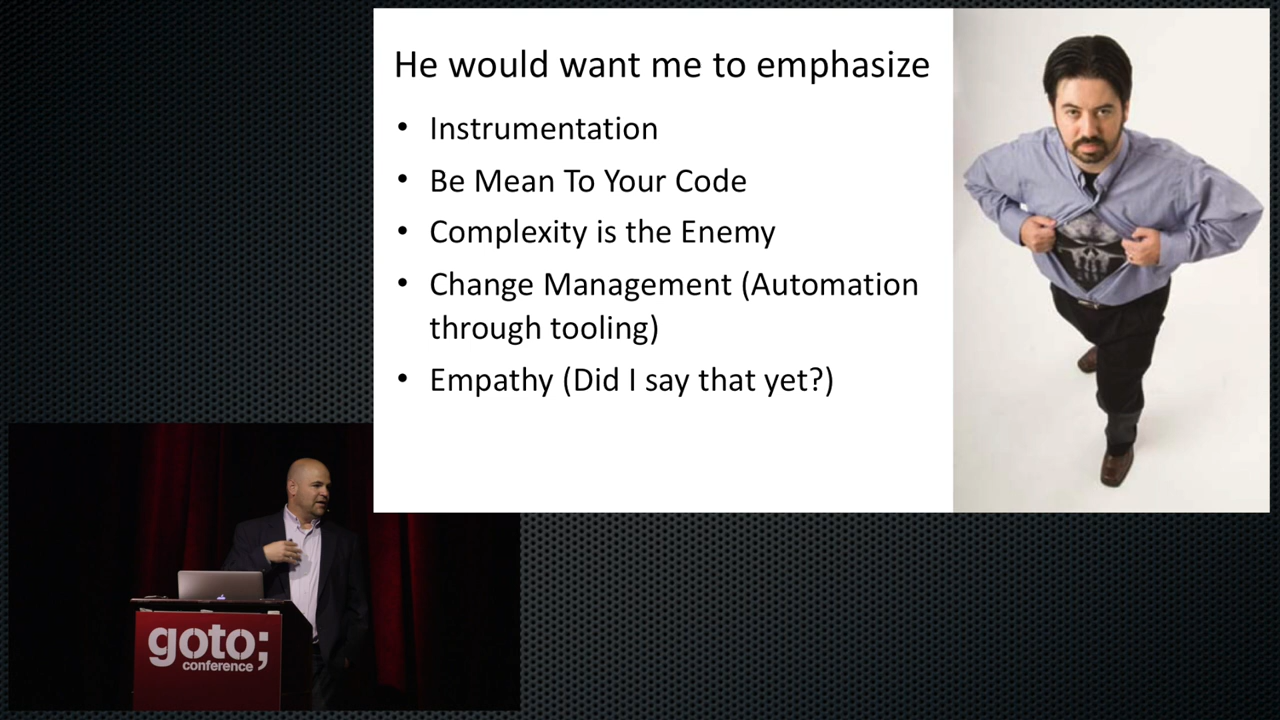 He would want me to emphasize
• Instrumentation
• Be Mean To Your Code
• Complexity is the Enemy
• Change Management (Automation
through tooling)
• Empathy (Did I say that yet?)
goto;
conference